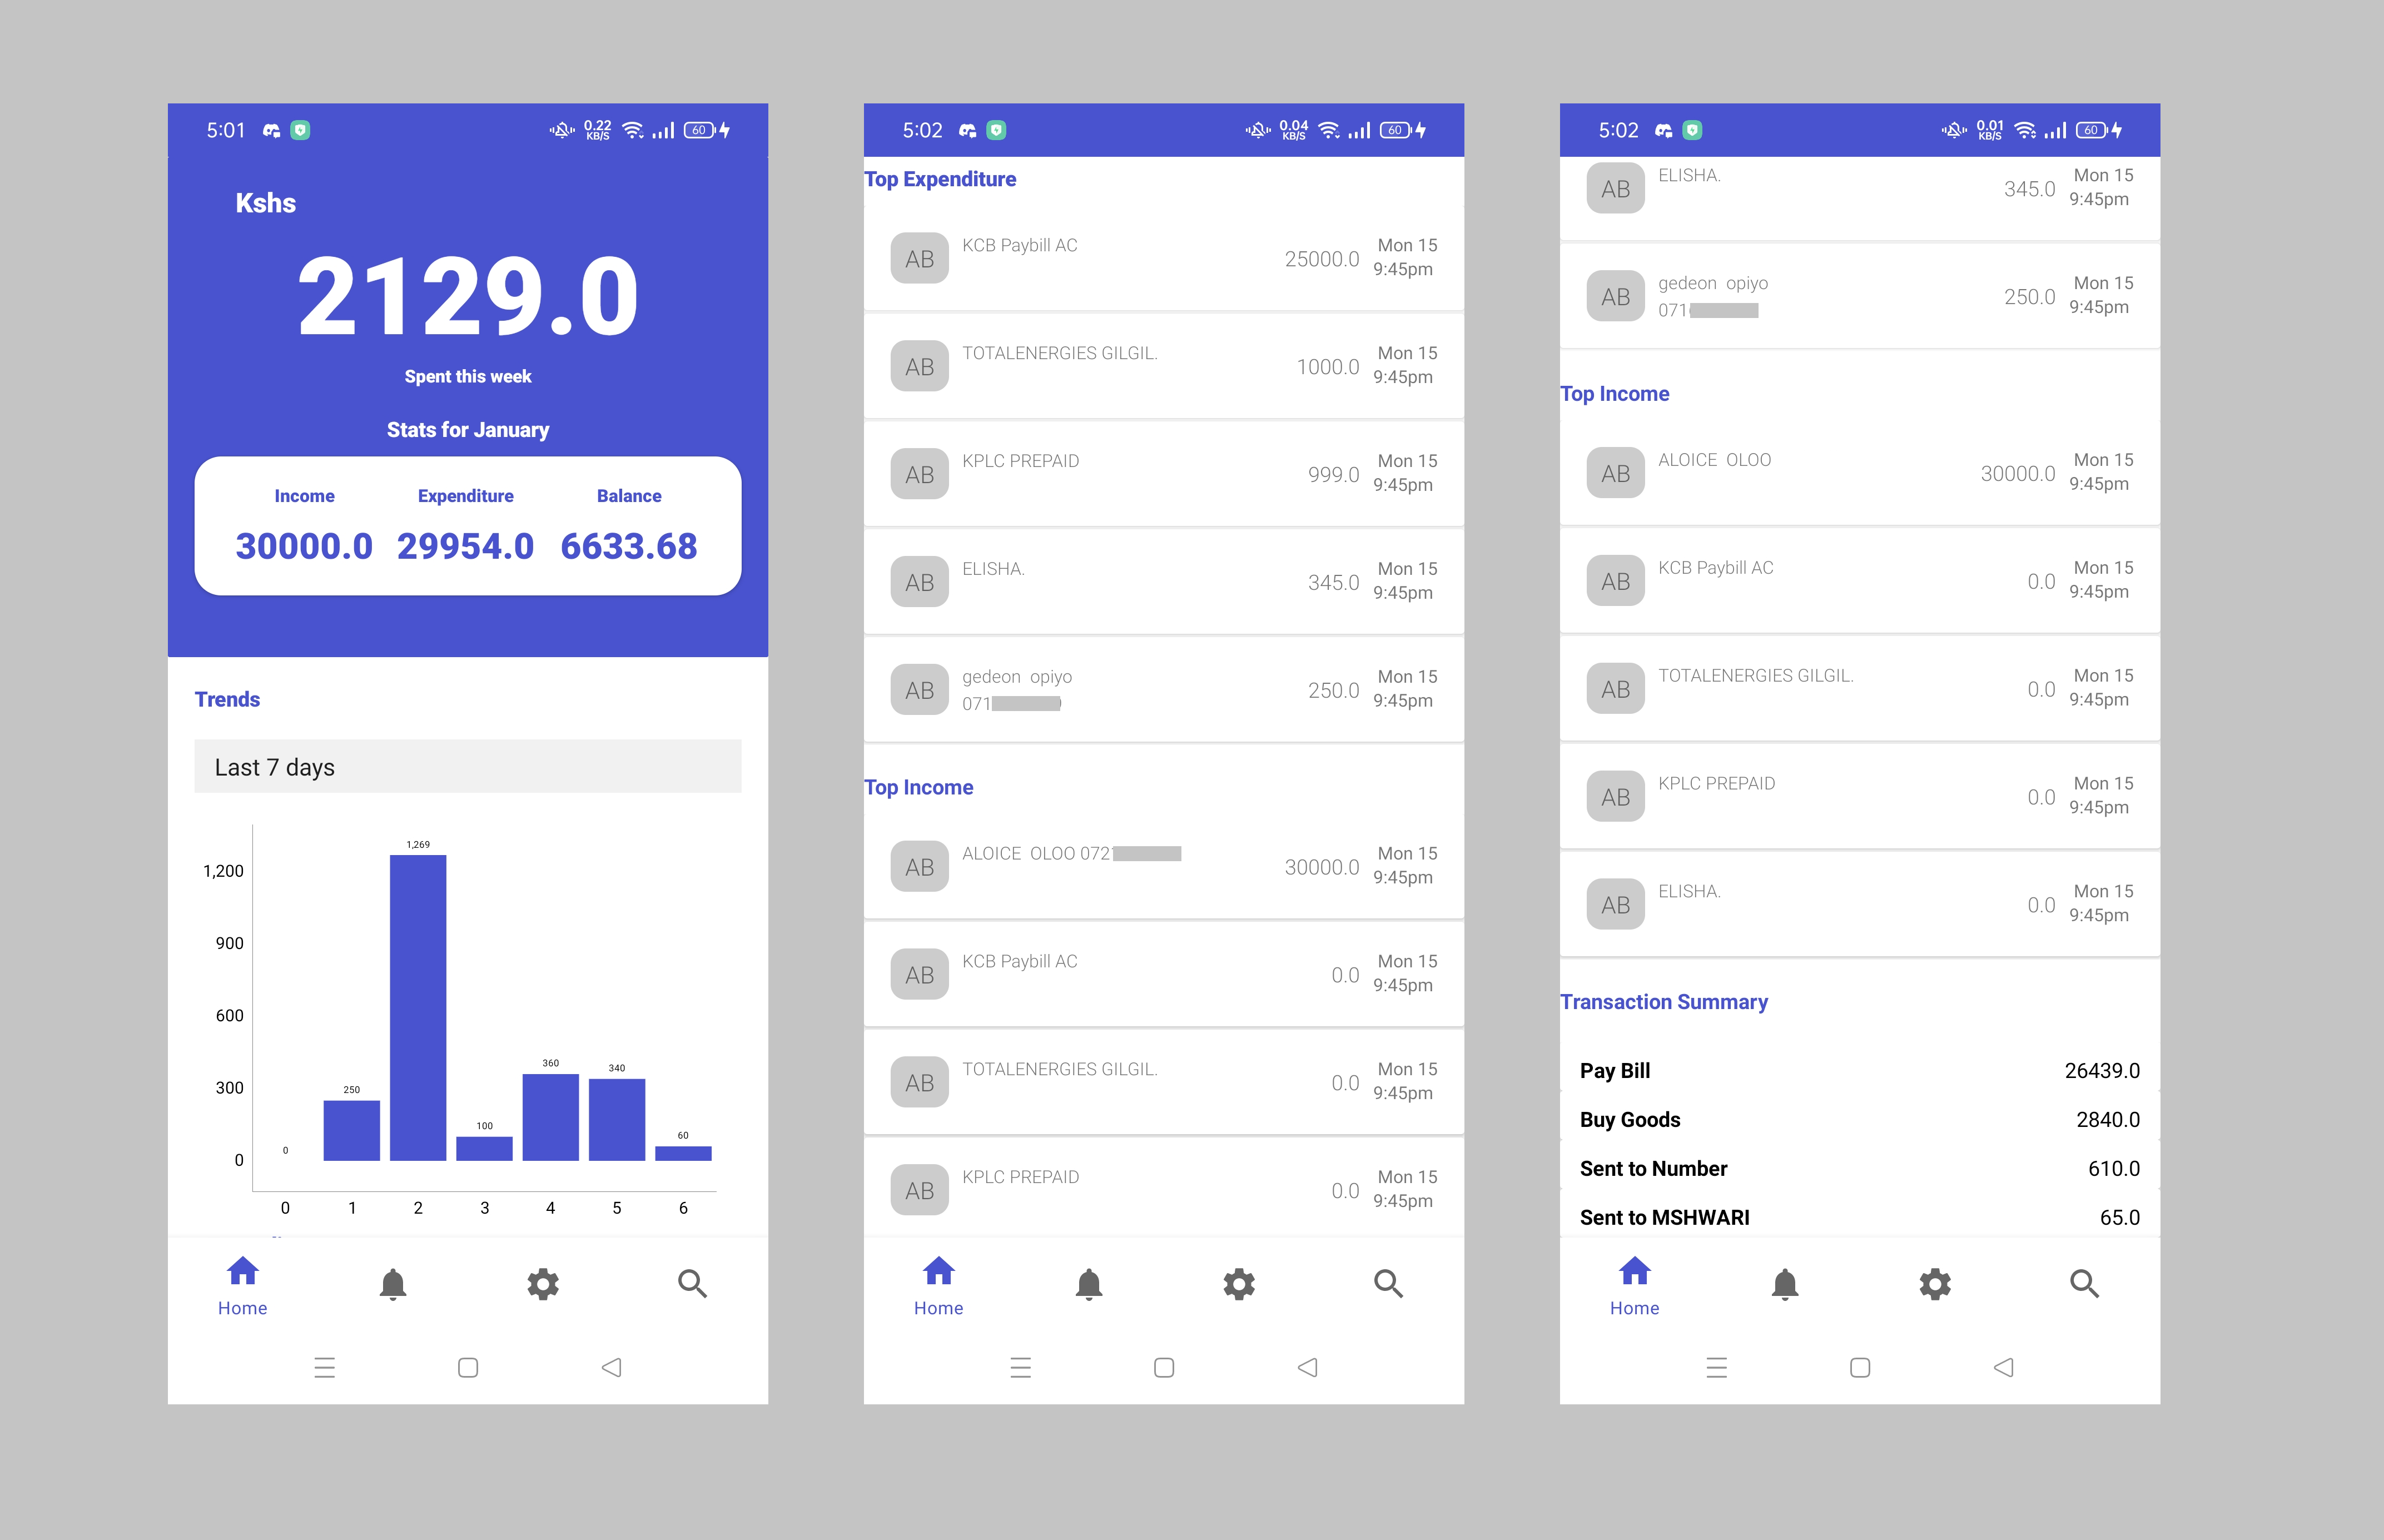 5:01 0.22 KB/S 60
Kshs
2129.0
Spent this week
Stats for January
Income Expenditure Balance
30000.0 29954.0 6633.68
Trends
Last 7 days
1,269
1,200
900
600
360
340
300
250
100
60
0
0
0 1 2 3 4 5 6
Home
5:02 0.04 KB/S 60
Top Expenditure
AB KCB Paybill AC 25000.0 Mon 15
9:45pm
AB TOTALENERGIES GILGIL. 1000.0 Mon 15
9:45pm
AB KPLC PREPAID 999.0 Mon 15
9:45pm
AB ELISHA. 345.0 Mon 15
9:45pm
AB gedeon opiyo 250.0 Mon 15
071 9:45pm
Top Income
AB ALOICE OLOO 072 30000.0 Mon 15
9:45pm
AB KCB Paybill AC 0.0 Mon 15
9:45pm
AB TOTALENERGIES GILGIL. 0.0 Mon 15
9:45pm
AB KPLC PREPAID 0.0 Mon 15
9:45pm
Home
5:02 0.01 KB/S 60
AB ELISHA. 345.0 Mon 15
9:45pm
AB gedeon opiyo 250.0 Mon 15
071 9:45pm
Top Income
AB ALOICE OLOO 30000.0 Mon 15
9:45pm
AB KCB Paybill AC 0.0 Mon 15
9:45pm
AB TOTALENERGIES GILGIL. 0.0 Mon 15
9:45pm
AB KPLC PREPAID 0.0 Mon 15
9:45pm
AB ELISHA. 0.0 Mon 15
9:45pm
Transaction Summary
Pay Bill 26439.0
Buy Goods 2840.0
Sent to Number 610.0
Sent to MSHWARI 65.0
Home